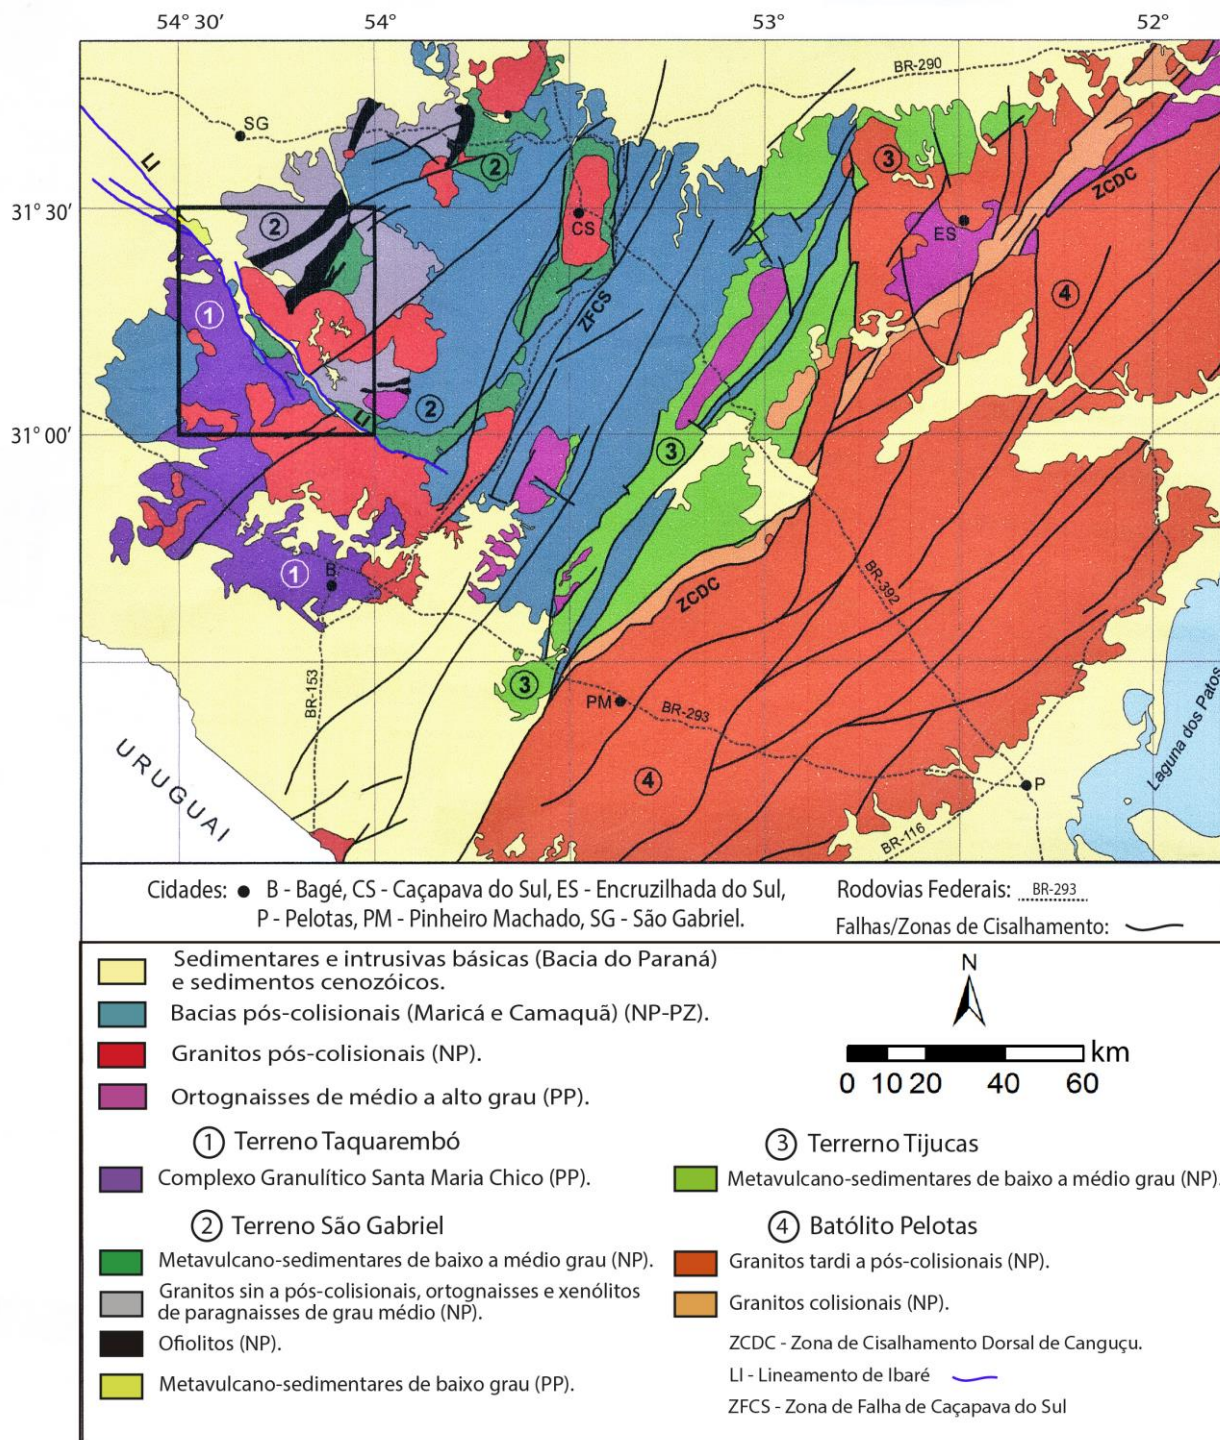 54° 30′ 54° 53° 52°
BR-290
SG
LI
2
3
31° 30′
2
CS
ES
ZCDC
1
ZFCS
4
2
LI
31° 00′
3
1
B
BR-392
ZCDC
BR-153
3
PM
BR-293
Laguna dos Patos
URUGUAI
4
P
BR-116
Cidades: B - Bagé, CS - Caçapava do Sul, ES - Encruzilhada do Sul,
P - Pelotas, PM - Pinheiro Machado, SG - São Gabriel.
Rodovias Federais: BR-293
Falhas/Zonas de Cisalhamento:
Sedimentares e intrusivas básicas (Bacia do Paraná)
e sedimentos cenozóicos.
Bacias pós-colisionais (Maricá e Camaquã) (NP-PZ).
Granitos pós-colisionais (NP).
Ortognaisses de médio a alto grau (PP).
N
km
0 10 20 40 60
1 Terreno Taquarembó
Complexo Granulítico Santa Maria Chico (PP).
2 Terreno São Gabriel
Metavulcano-sedimentares de baixo a médio grau (NP).
Granitos sin a pós-colisionais, ortognaisses e xenólitos
de paragnaisses de grau médio (NP).
Ofiolitos (NP).
Metavulcano-sedimentares de baixo grau (PP).
3 Terrerno Tijucas
Metavulcano-sedimentares de baixo a médio grau (NP).
4 Batólito Pelotas
Granitos tardi a pós-colisionais (NP).
Granitos colisionais (NP).
ZCDC - Zona de Cisalhamento Dorsal de Canguçu.
LI - Lineamento de Ibaré
ZFCS - Zona de Falha de Caçapava do Sul